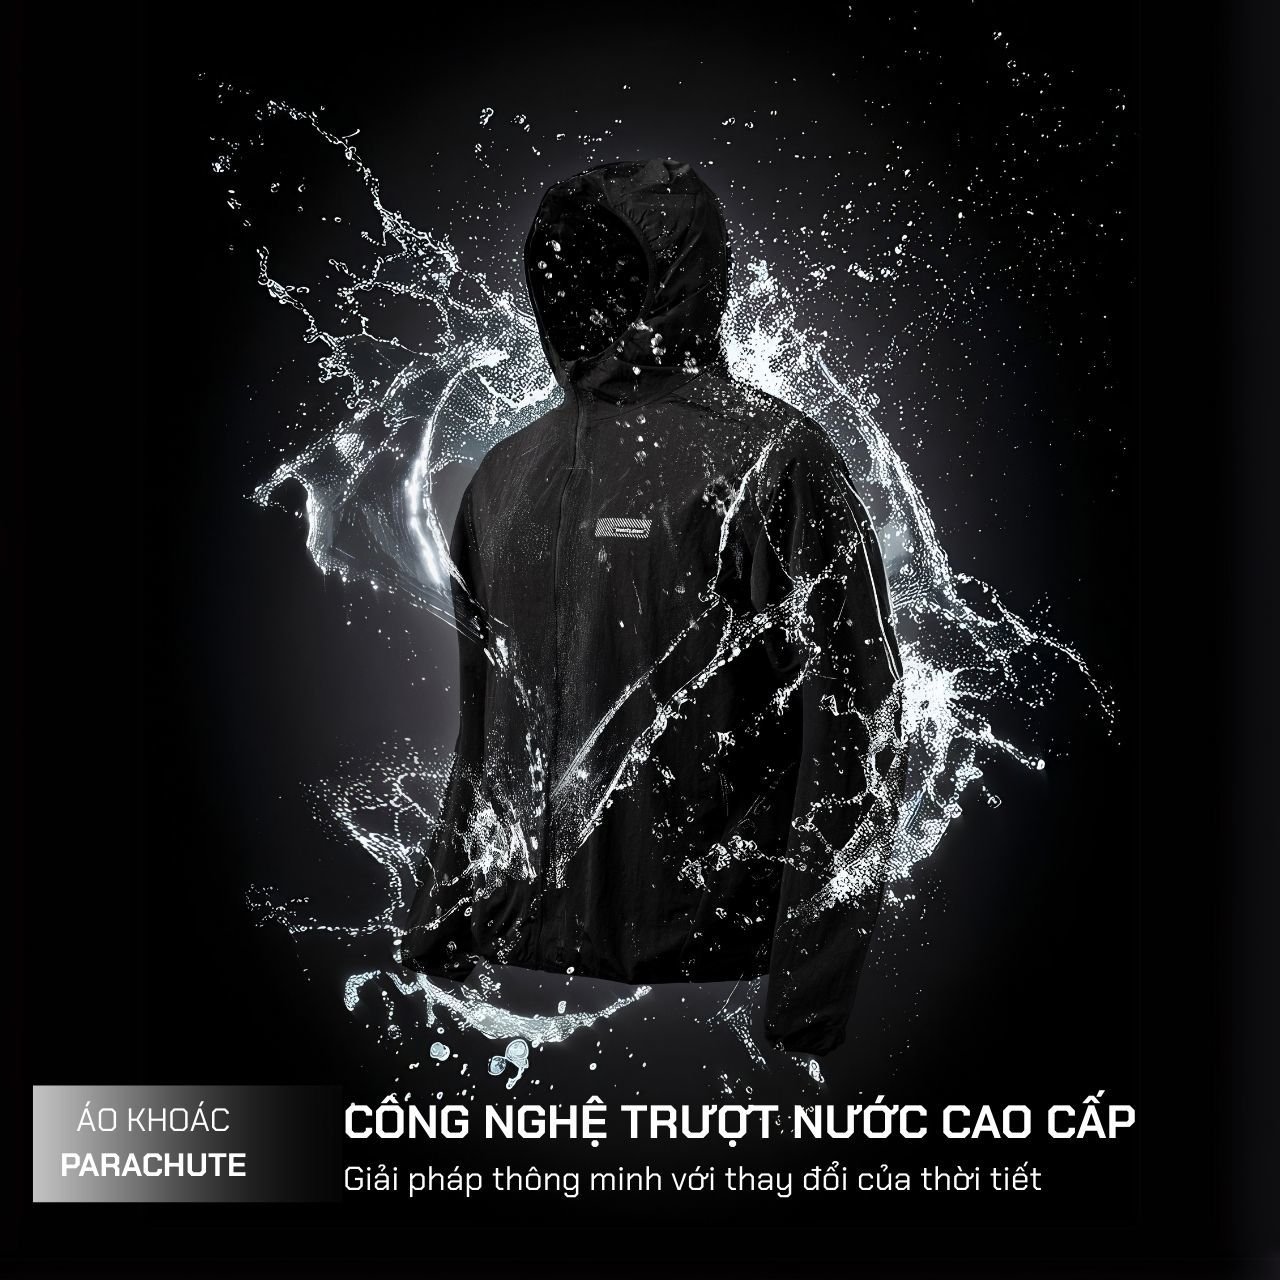 ÁO KHOÁC
PARACHUTE
CÔNG NGHỆ TRƯỢT NƯỚC CAO CẤP
Giải pháp thông minh với thay đổi của thời tiết